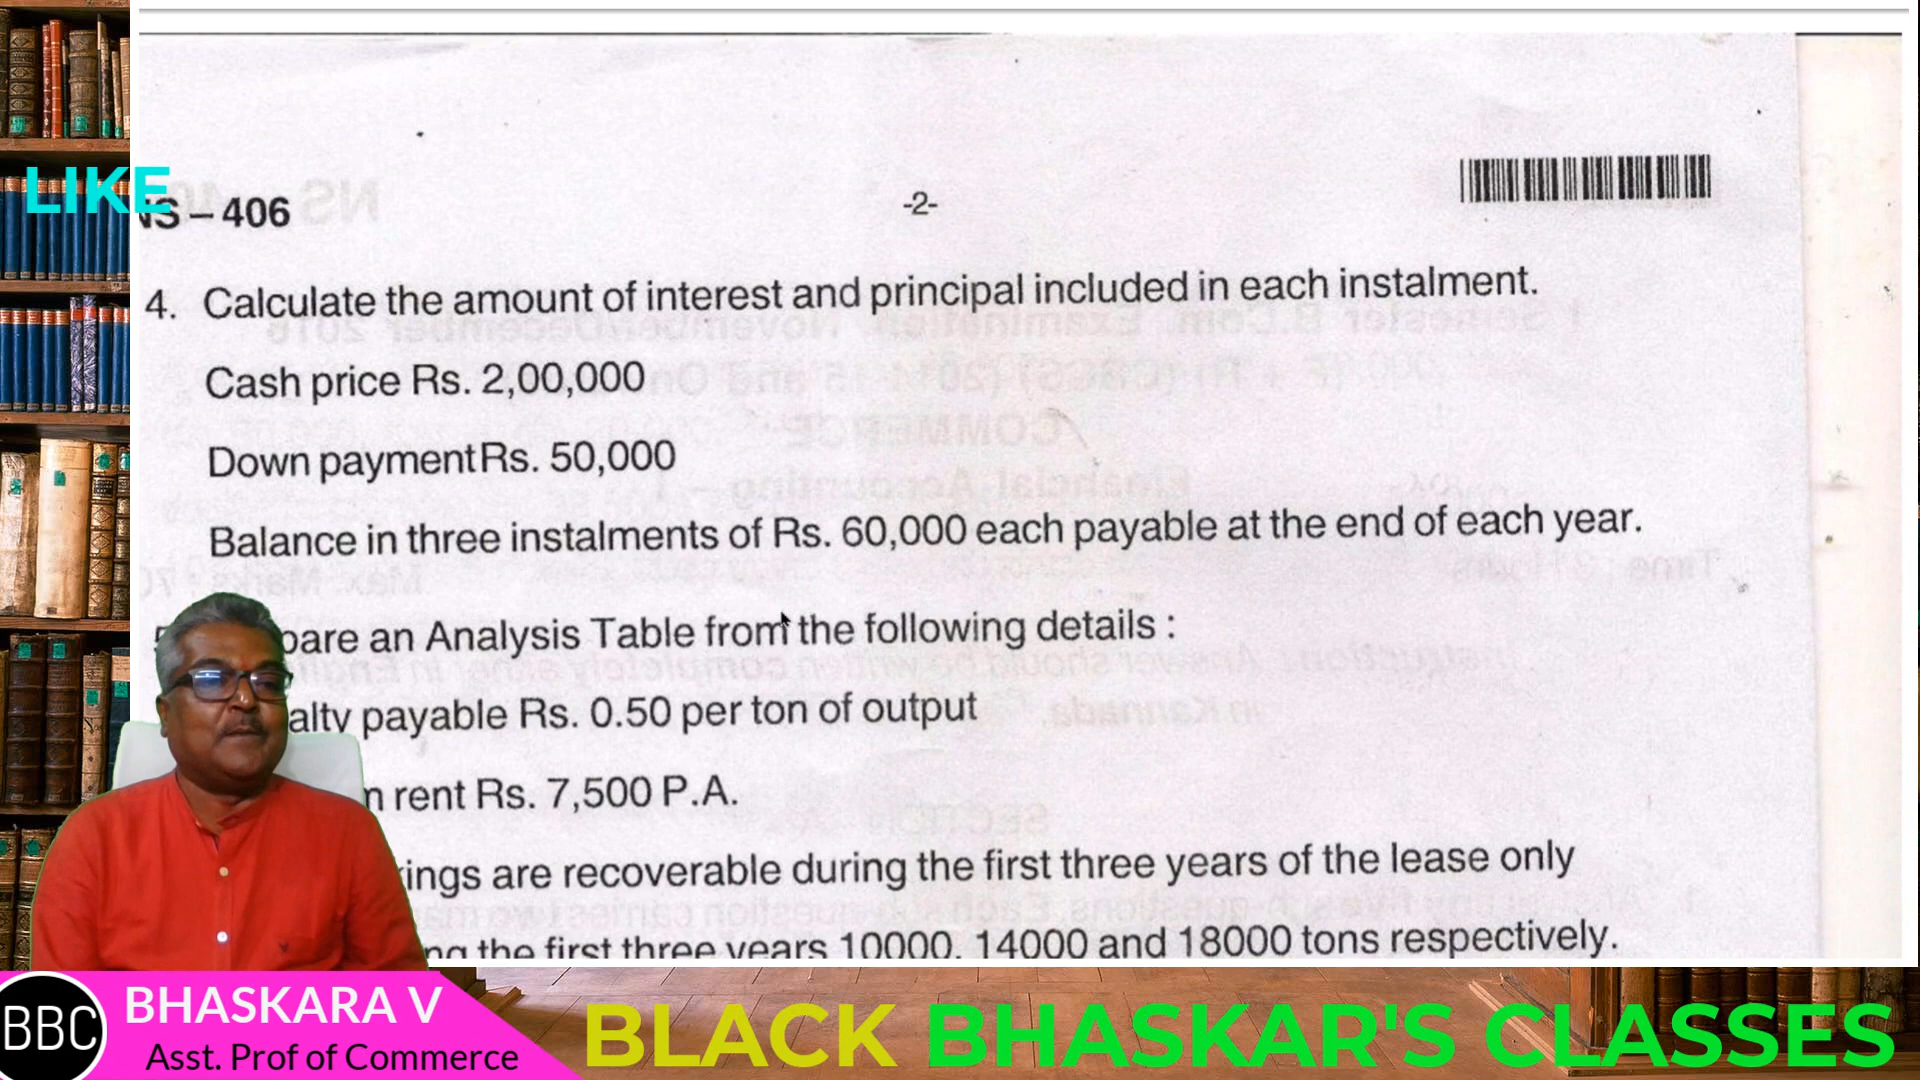 LIKE
NS – 406
-2-
4. Calculate the amount of interest and principal included in each instalment.
Cash price Rs. 2,00,000
Down payment Rs. 50,000
Balance in three instalments of Rs. 60,000 each payable at the end of each year.
pare an Analysis Table from the following details :
alty payable Rs. 0.50 per ton of output
rent Rs. 7,500 P.A.
ings are recoverable during the first three years of the lease only
the first three years 10000, 14000 and 18000 tons respectively.
BBC
BHASKARA V
Asst. Prof of Commerce
BLACK BHASKAR'S CLASSES